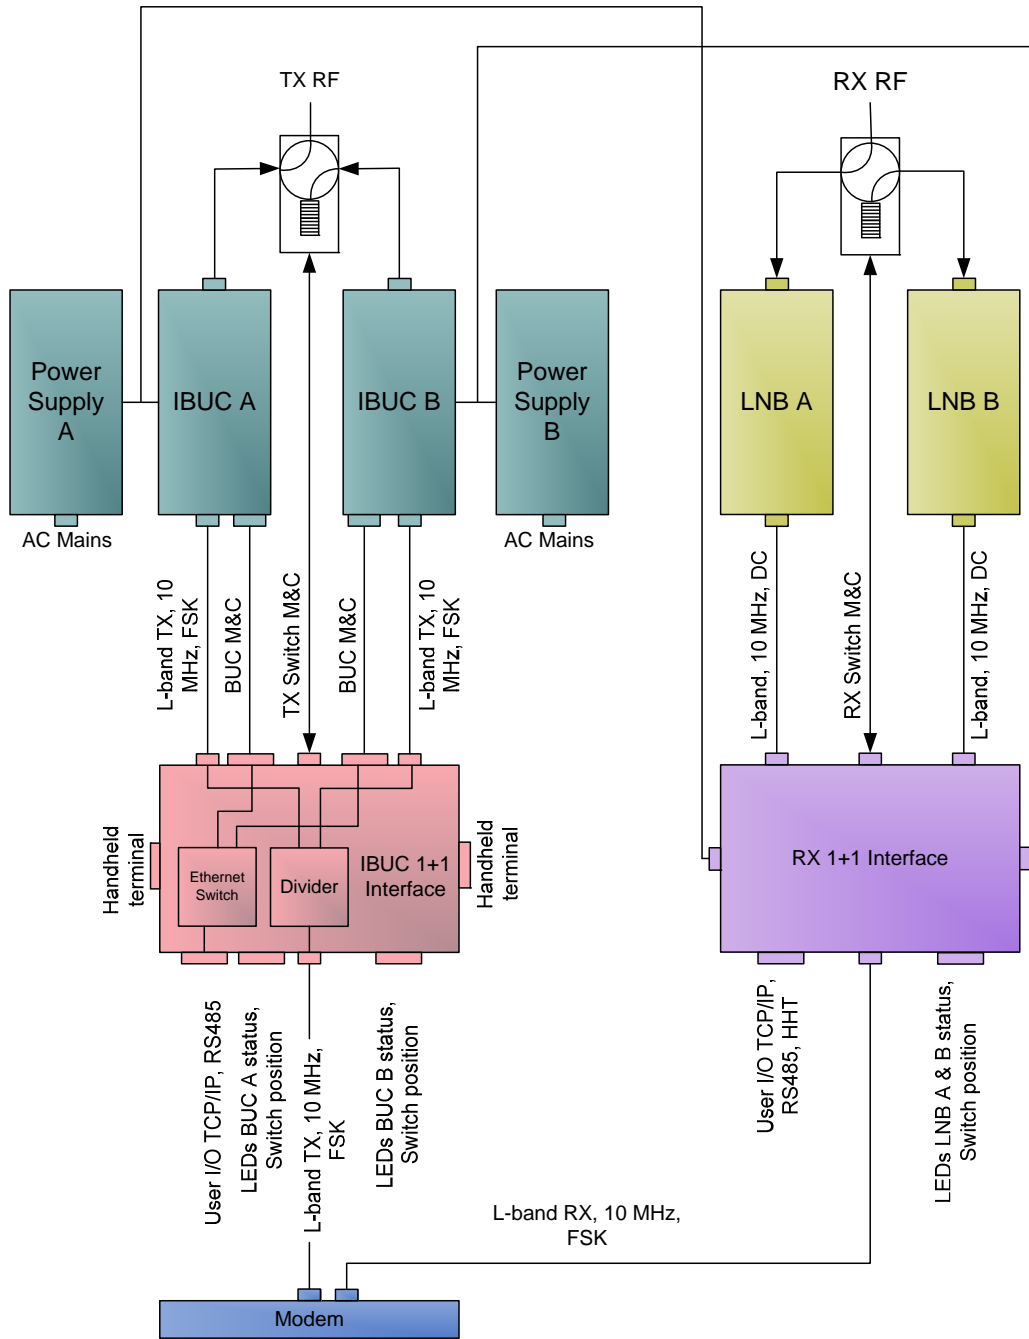 TX RF
RX RF
Power
Supply
A
IBUC A
IBUC B
Power
Supply
B
LNB A
LNB B
AC Mains
AC Mains
L-band TX, 10
MHz, FSK
BUC M&C
TX Switch M&C
BUC M&C
L-band TX, 10
MHz, FSK
L-band, 10 MHz, DC
RX Switch M&C
L-band, 10 MHz, DC
Handheld
terminal
Ethernet
Switch
Divider
IBUC 1+1
Interface
Handheld
terminal
RX 1+1 Interface
User I/O TCP/IP, RS485
LEDs BUC A status,
Switch position
L-band TX, 10 MHz,
FSK
LEDs BUC B status,
Switch position
User I/O TCP/IP,
RS485, HHT
LEDs LNB A & B status,
Switch position
L-band RX, 10 MHz,
FSK
Modem